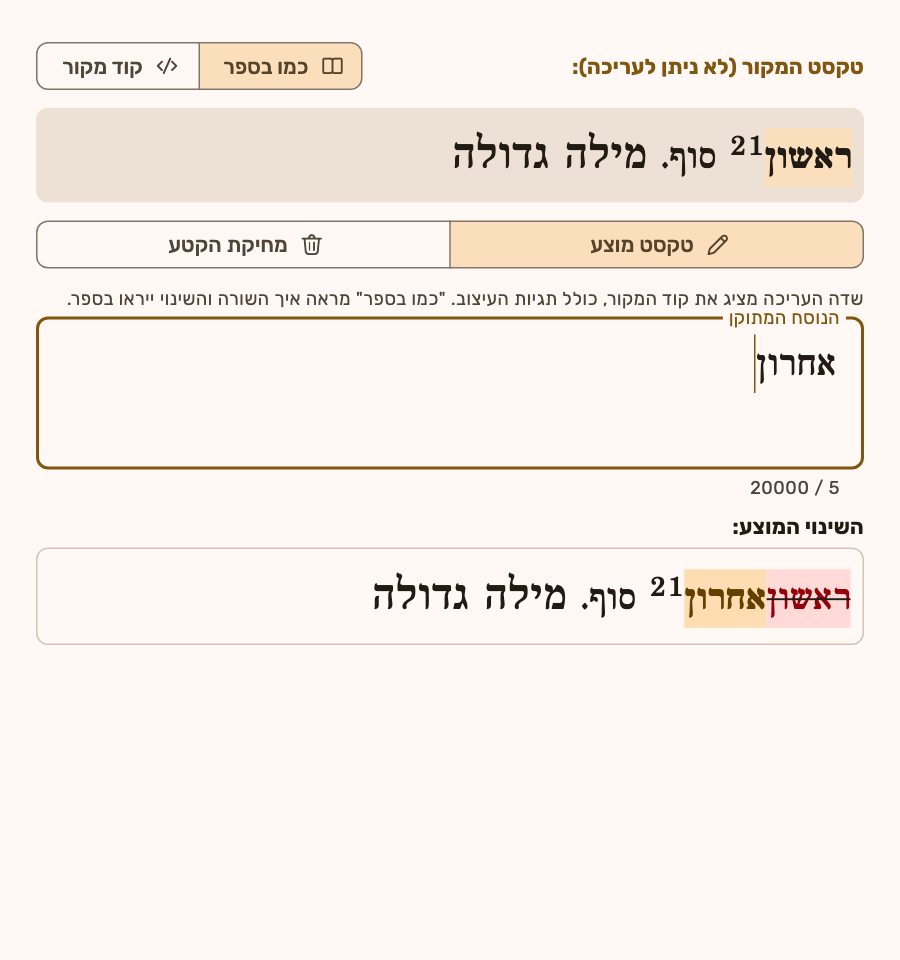 טקסט המקור (לא ניתן לעריכה):
כמו בספר
קוד מקור
ראשון21 סוף. מילה גדולה
טקסט מוצע
מחיקת הקטע
שדה העריכה מציג את קוד המקור, כולל תגיות העיצוב. "כמו בספר" מראה איך השורה והשינוי ייראו בספר.
הנוסח המתוקן
אחרון
5 / 20000
השינוי המוצע:
ראשוןאחרון21 סוף. מילה גדולה